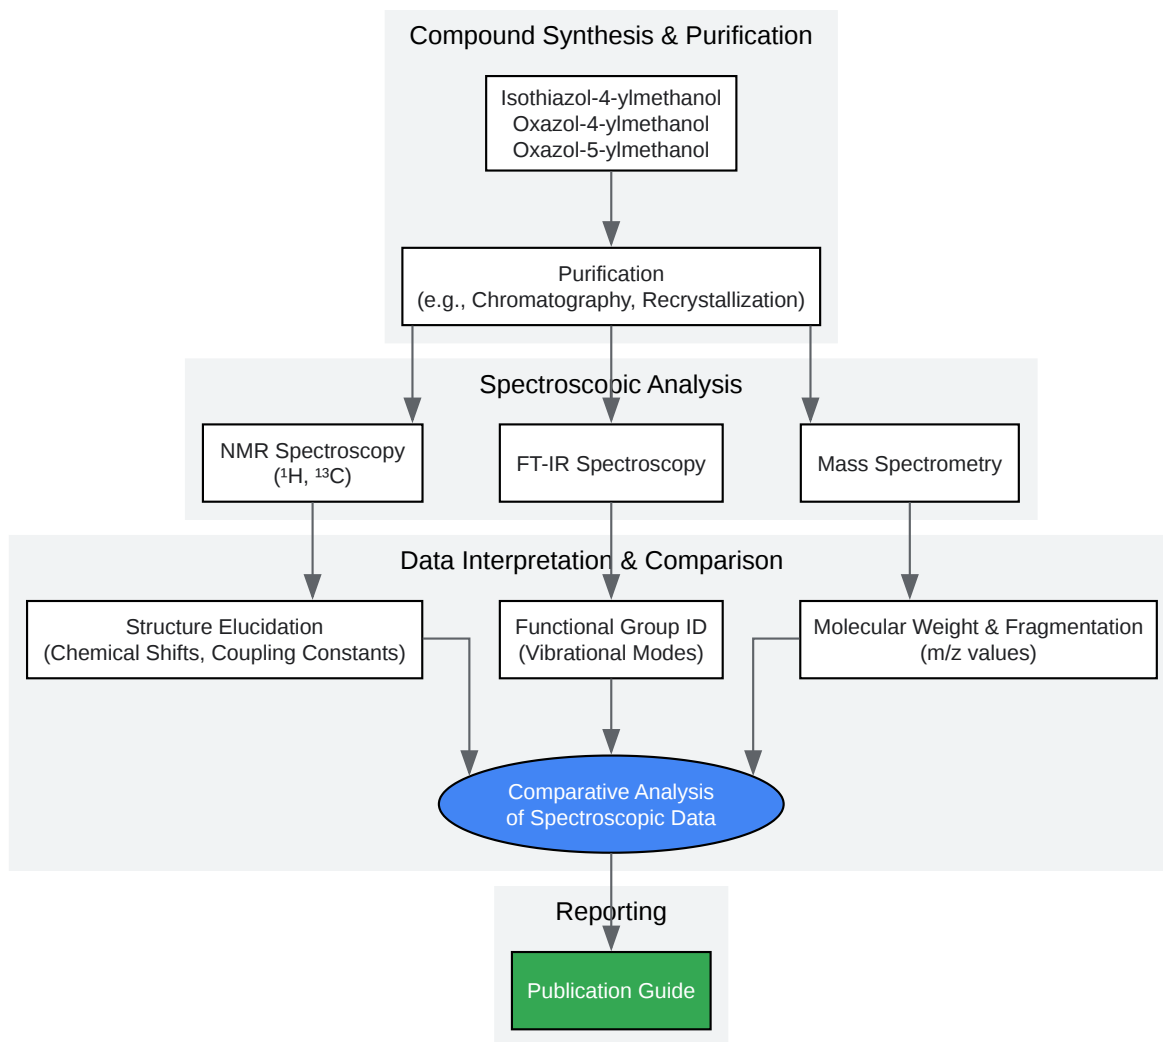 Compound Synthesis & Purification
Isothiazol-4-ylmethanol
Oxazol-4-ylmethanol
Oxazol-5-ylmethanol
Purification
(e.g., Chromatography, Recrystallization)
Spectroscopic Analysis
NMR Spectroscopy
(¹H, ¹³C)
FT-IR Spectroscopy
Mass Spectrometry
Data Interpretation & Comparison
Structure Elucidation
(Chemical Shifts, Coupling Constants)
Functional Group ID
(Vibrational Modes)
Molecular Weight & Fragmentation
(m/z values)
Comparative Analysis
of Spectroscopic Data
Reporting
Publication Guide